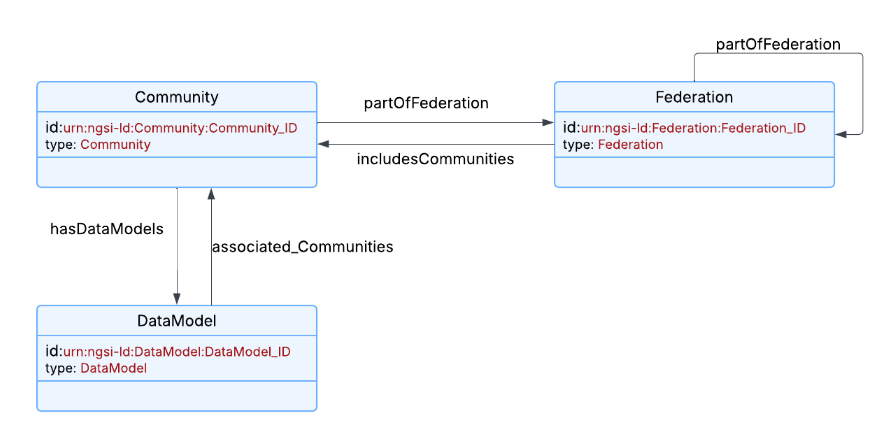 partOfFederation
Community
Federation
partOfFederation
id:urn:ngsi-ld:Community:Community_ID
type: Community
id:urn:ngsi-ld:Federation:Federation_ID
type: Federation
includesCommunities
hasDataModels
associated_Communities
DataModel
id:urn:ngsi-ld:DataModel:DataModel_ID
type: DataModel